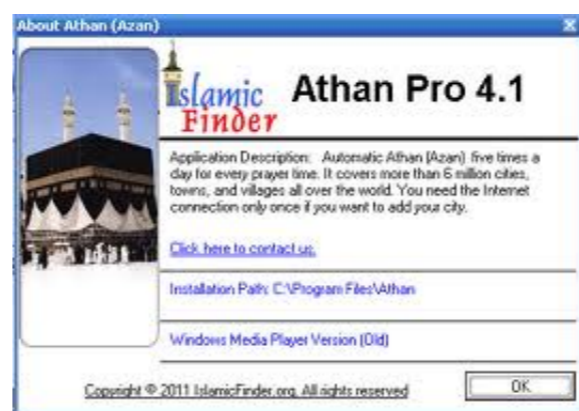 About Athan (Azan)
Islamic
Finder
Athan Pro 4.1
Application Description: Automatic Athan (Azan) five times a
day for every prayer time. It covers more than 6 million cities,
towns, and villages all over the world. You need the Internet
connection only once if you want to add your city.
Click here to contact us.
Installation Path: C:\Program Files\Athan
Windows Media Player Version (Old)
Copyright © 2011 IslamicFinder.org. All rights reserved
OK